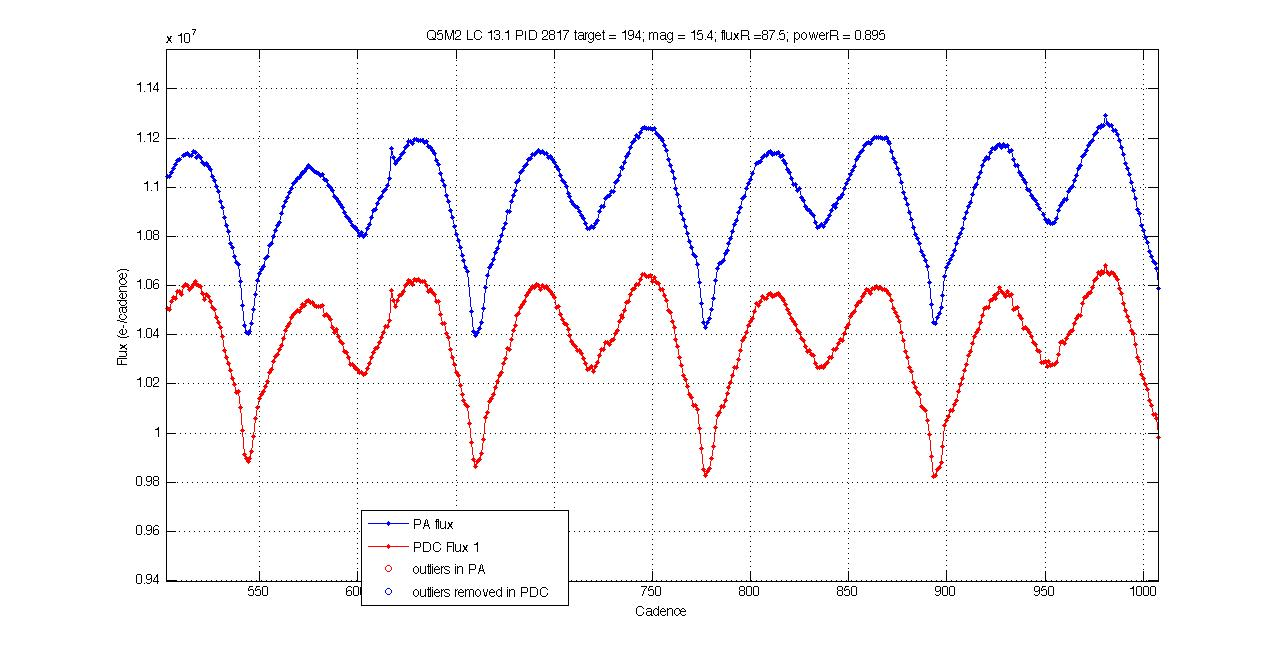 Q5M2 LC 13.1 PID 2817 target = 194; mag = 15.4; fluxR =87.5; powerR = 0.895
x 10^7
1.14
1.12
1.1
1.08
1.06
1.04
1.02
1
0.98
0.96
0.94
Flux (e-/cadence)
PA flux
PDC Flux 1
outliers in PA
outliers removed in PDC
550 60 750 800 850 900 950 1000
Cadence